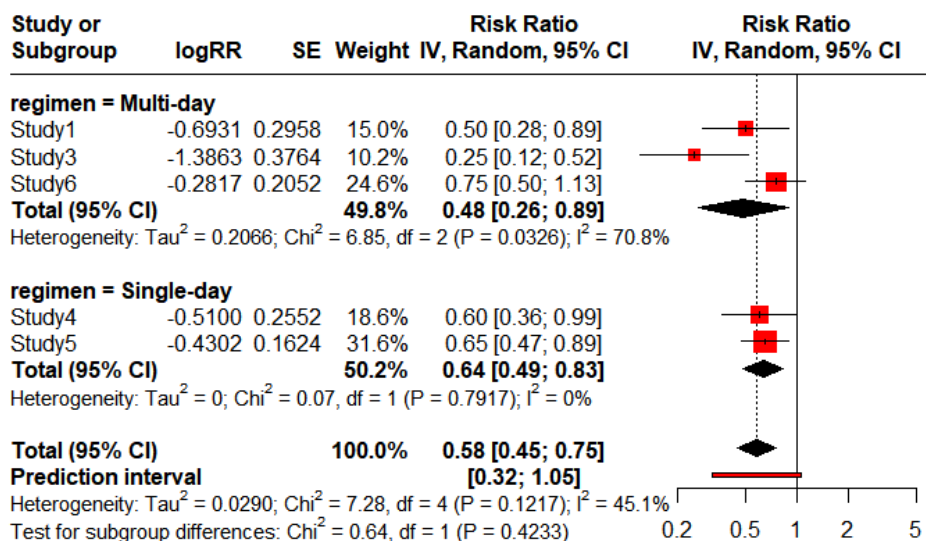 Study or Risk Ratio Risk Ratio
Subgroup logRR SE Weight IV, Random, 95% CI IV, Random, 95% CI
regimen = Multi-day
Study1 -0.6931 0.2958 15.0% 0.50 [0.28; 0.89]
Study3 -1.3863 0.3764 10.2% 0.25 [0.12; 0.52]
Study6 -0.2817 0.2052 24.6% 0.75 [0.50; 1.13]
Total (95% CI) 49.8% 0.48 [0.26; 0.89]
Heterogeneity: Tau² = 0.2066; Chi² = 6.85, df = 2 (P = 0.0326); I² = 70.8%
regimen = Single-day
Study4 -0.5100 0.2552 18.6% 0.60 [0.36; 0.99]
Study5 -0.4302 0.1624 31.6% 0.65 [0.47; 0.89]
Total (95% CI) 50.2% 0.64 [0.49; 0.83]
Heterogeneity: Tau² = 0; Chi² = 0.07, df = 1 (P = 0.7917); I² = 0%
Total (95% CI) 100.0% 0.58 [0.45; 0.75]
Prediction interval [0.32; 1.05]
Heterogeneity: Tau² = 0.0290; Chi² = 7.28, df = 4 (P = 0.1217); I² = 45.1%
Test for subgroup differences: Chi² = 0.64, df = 1 (P = 0.4233)
0.2 0.5 1 2 5